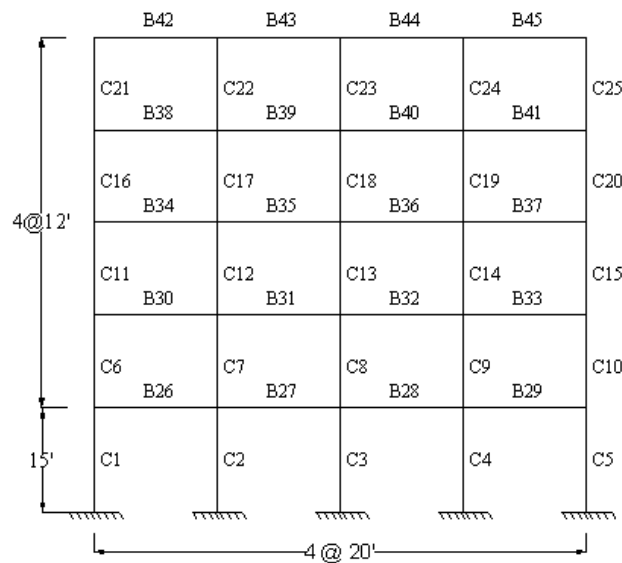 B42 B43 B44 B45
C21 C22 C23 C24 C25
B38 B39 B40 B41
C16 C17 C18 C19 C20
B34 B35 B36 B37
4@12'
C11 C12 C13 C14 C15
B30 B31 B32 B33
C6 C7 C8 C9 C10
B26 B27 B28 B29
15' C1 C2 C3 C4 C5
4 @ 20'